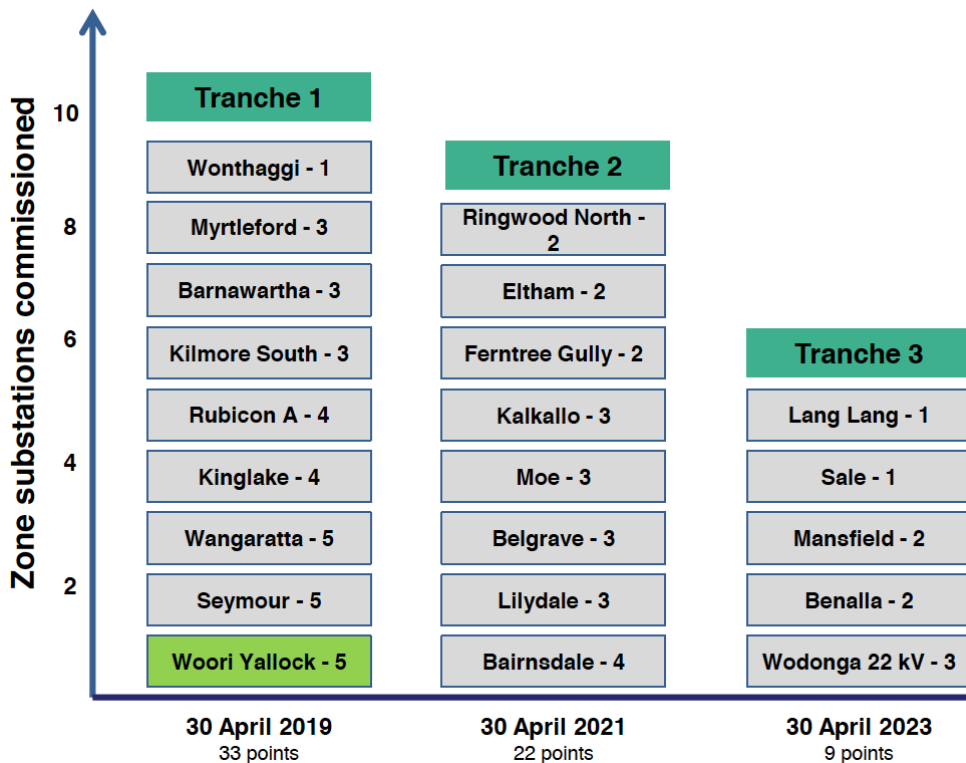 Zone substations commissioned
10
8
6
4
2
Tranche 1
Wonthaggi - 1
Myrtleford - 3
Barnawartha - 3
Kilmore South - 3
Rubicon A - 4
Kinglake - 4
Wangaratta - 5
Seymour - 5
Woori Yallock - 5
30 April 2019
33 points
Tranche 2
Ringwood North -
2
Eltham - 2
Ferntree Gully - 2
Kalkallo - 3
Moe - 3
Belgrave - 3
Lilydale - 3
Bairnsdale - 4
30 April 2021
22 points
Tranche 3
Lang Lang - 1
Sale - 1
Mansfield - 2
Benalla - 2
Wodonga 22 kV - 3
30 April 2023
9 points